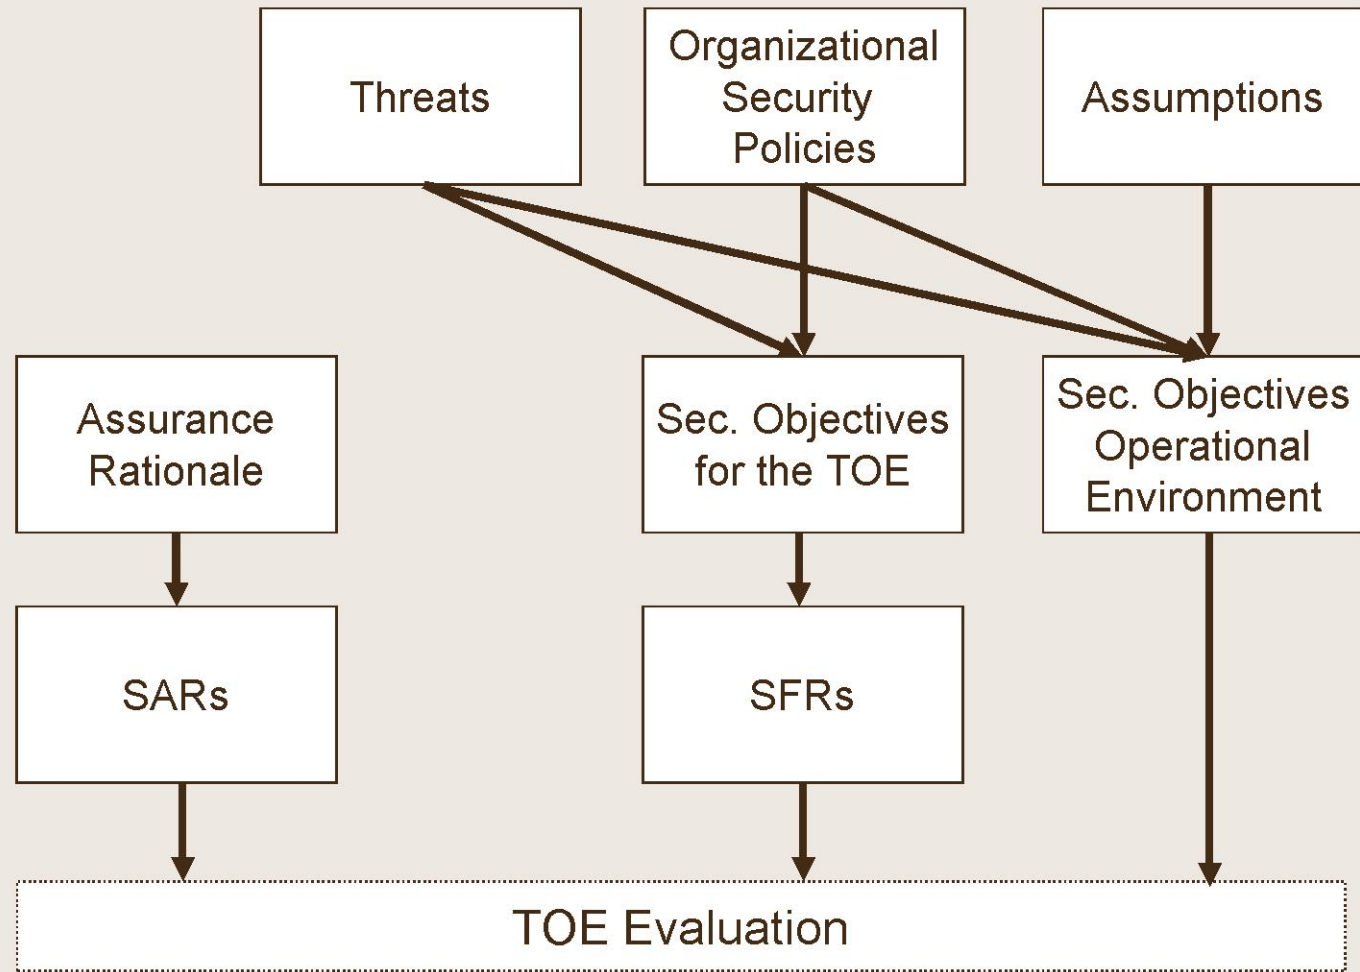 Threats
Organizational
Security
Policies
Assumptions
Assurance
Rationale
Sec. Objectives
for the TOE
Sec. Objectives
Operational
Environment
SARs
SFRs
TOE Evaluation